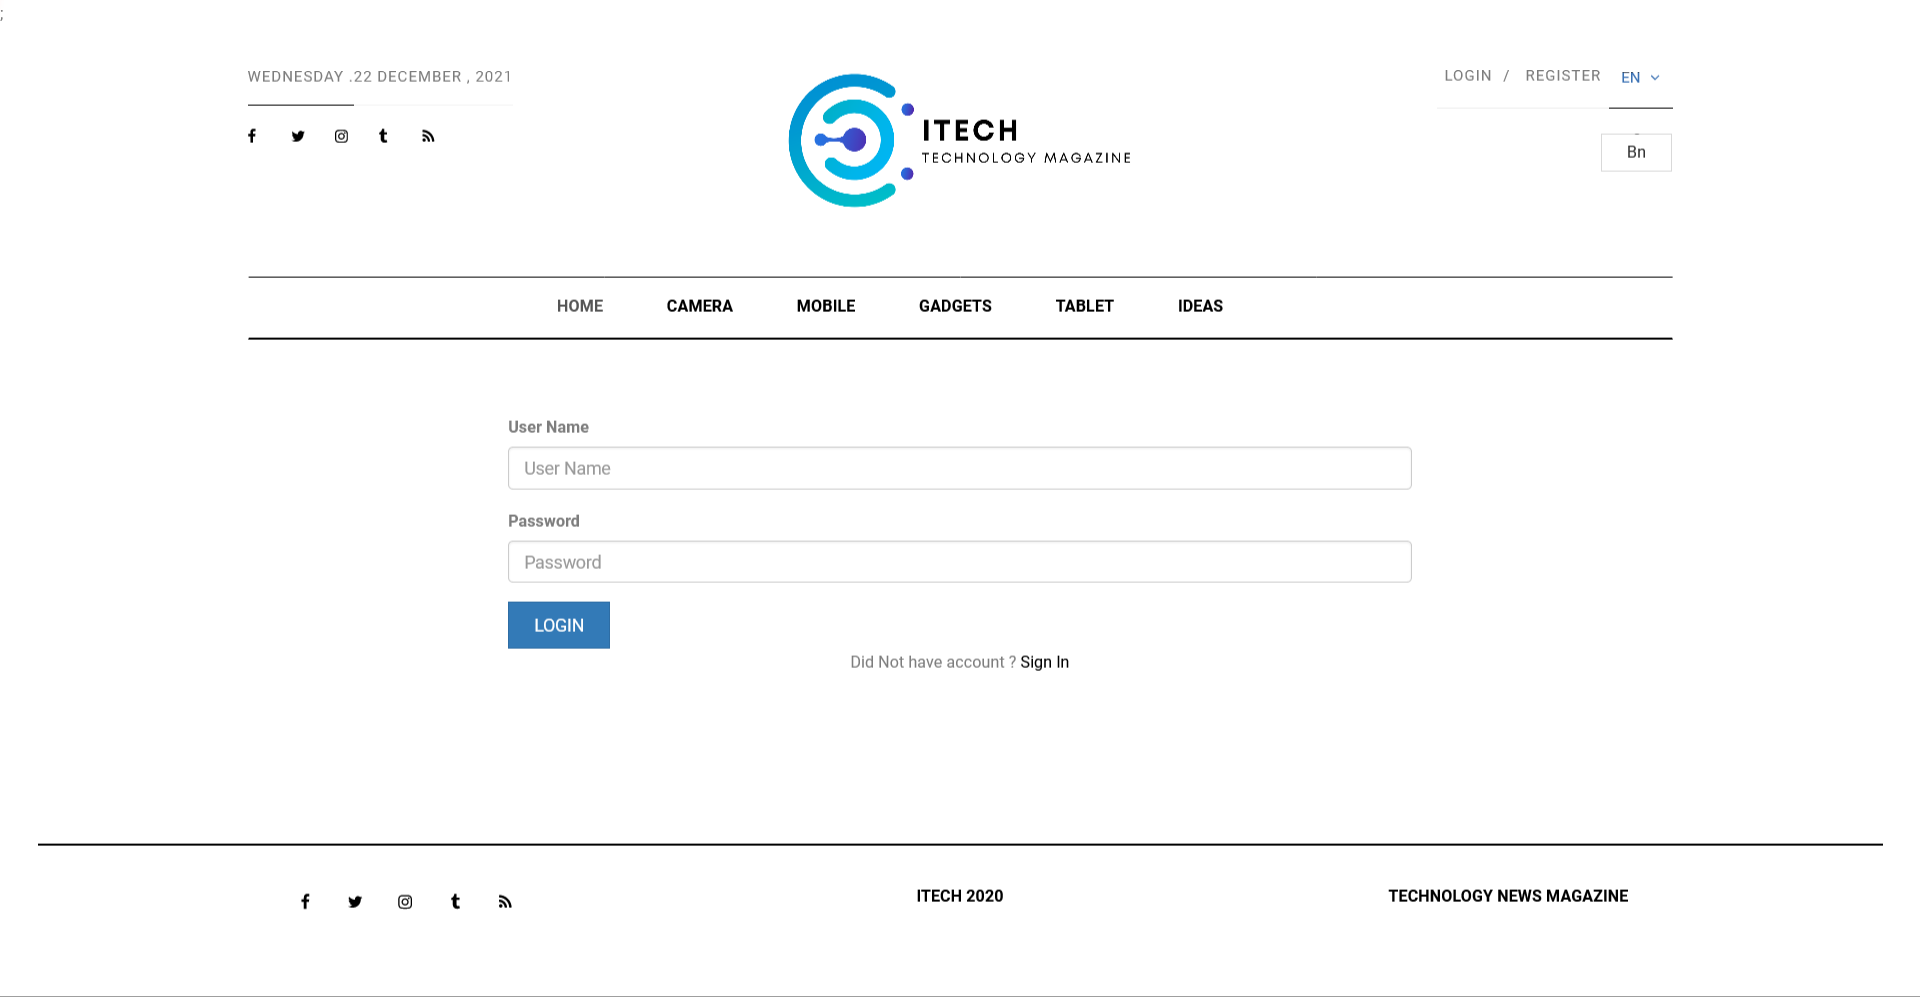 ;
WEDNESDAY .22 DECEMBER , 2021
LOGIN / REGISTER EN
Bn
ITECH
TECHNOLOGY MAGAZINE
HOME CAMERA MOBILE GADGETS TABLET IDEAS
User Name
User Name
Password
Password
LOGIN
Did Not have account ? Sign In
ITECH 2020
TECHNOLOGY NEWS MAGAZINE